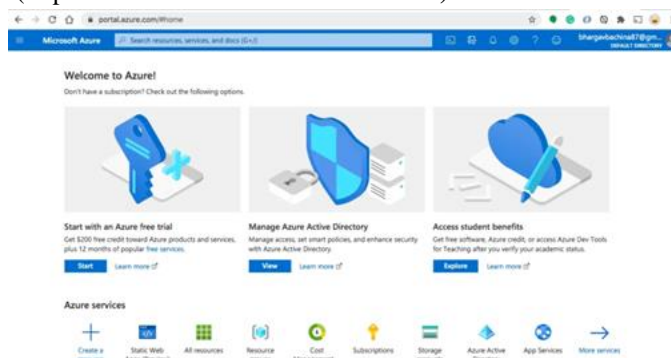 portal.azure.com/#home
Microsoft Azure
Search resources, services, and docs (G+/)
bhargavbachina87@gm...
DEFAULT DIRECTORY
Welcome to Azure!
Don't have a subscription? Check out the following options.
Start with an Azure free trial
Get $200 free credit toward Azure products and services,
plus 12 months of popular free services.
Start
Learn more
Manage Azure Active Directory
Manage access, set smart policies, and enhance security
with Azure Active Directory.
View
Learn more
Access student benefits
Get free software, Azure credit, or access Azure Dev Tools
for Teaching after you verify your academic status.
Explore
Learn more
Azure services
Create a
Static Web
All resources
Resource
Cost
Subscriptions
Storage
Azure Active
App Services
More services